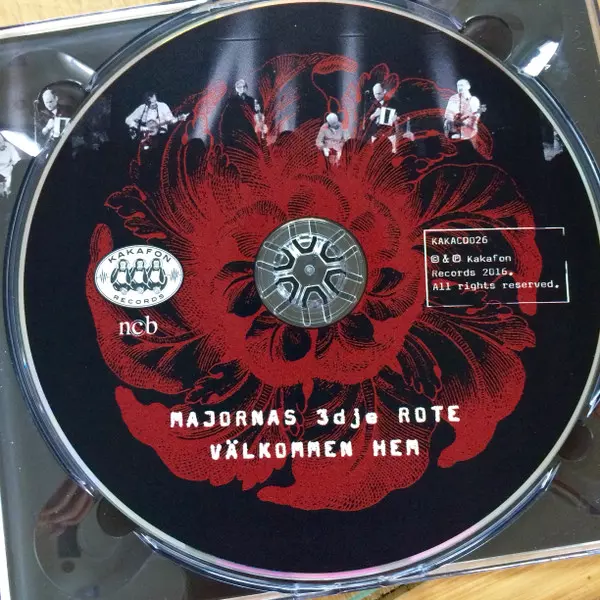 KAKAFON
RECORDS
ncb
KAKACD026
© & ℗ Kakafon
Records 2016.
All rights reserved.
MAJORNAS 3dje ROTE
VÄLKOMMEN HEM